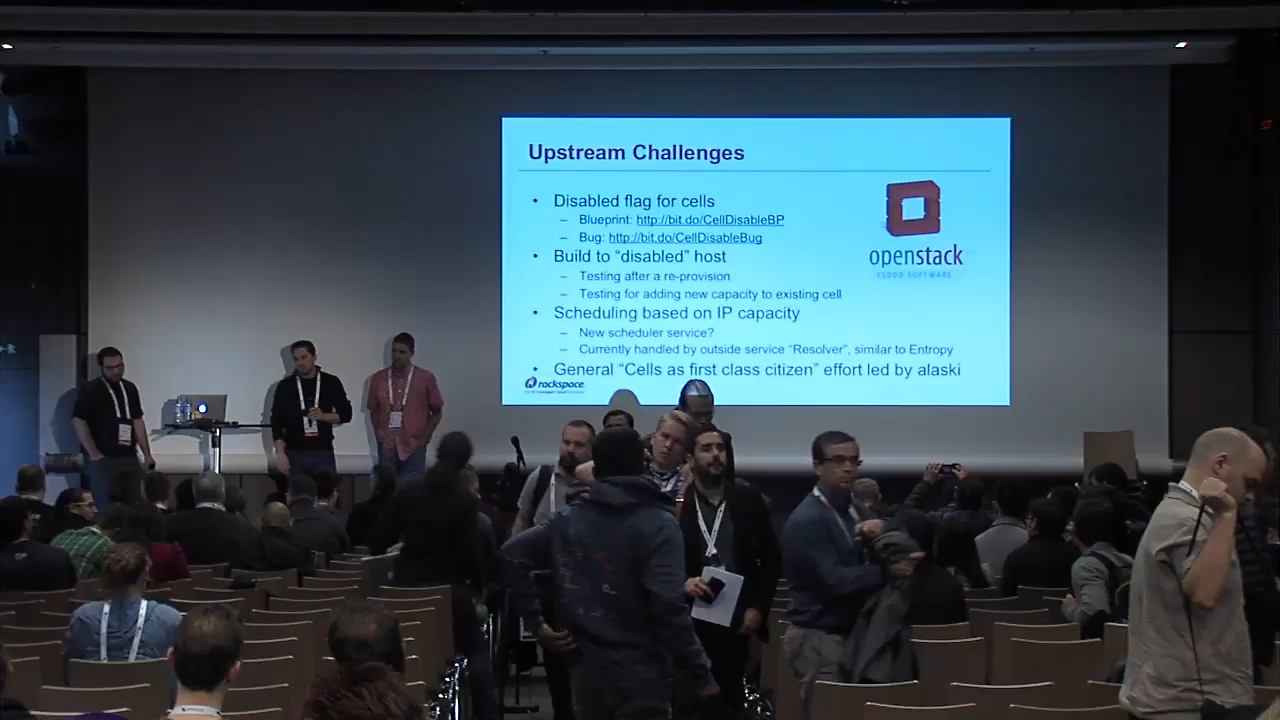 Upstream Challenges
• Disabled flag for cells
– Blueprint: http://bit.do/CellDisableBP
– Bug: http://bit.do/CellDisableBug
• Build to “disabled” host
– Testing after a re-provision
– Testing for adding new capacity to existing cell
• Scheduling based on IP capacity
– New scheduler service?
– Currently handled by outside service “Resolver”, similar to Entropy
• General “Cells as first class citizen” effort led by alaski
openstack
CLOUD SOFTWARE
rackspace.